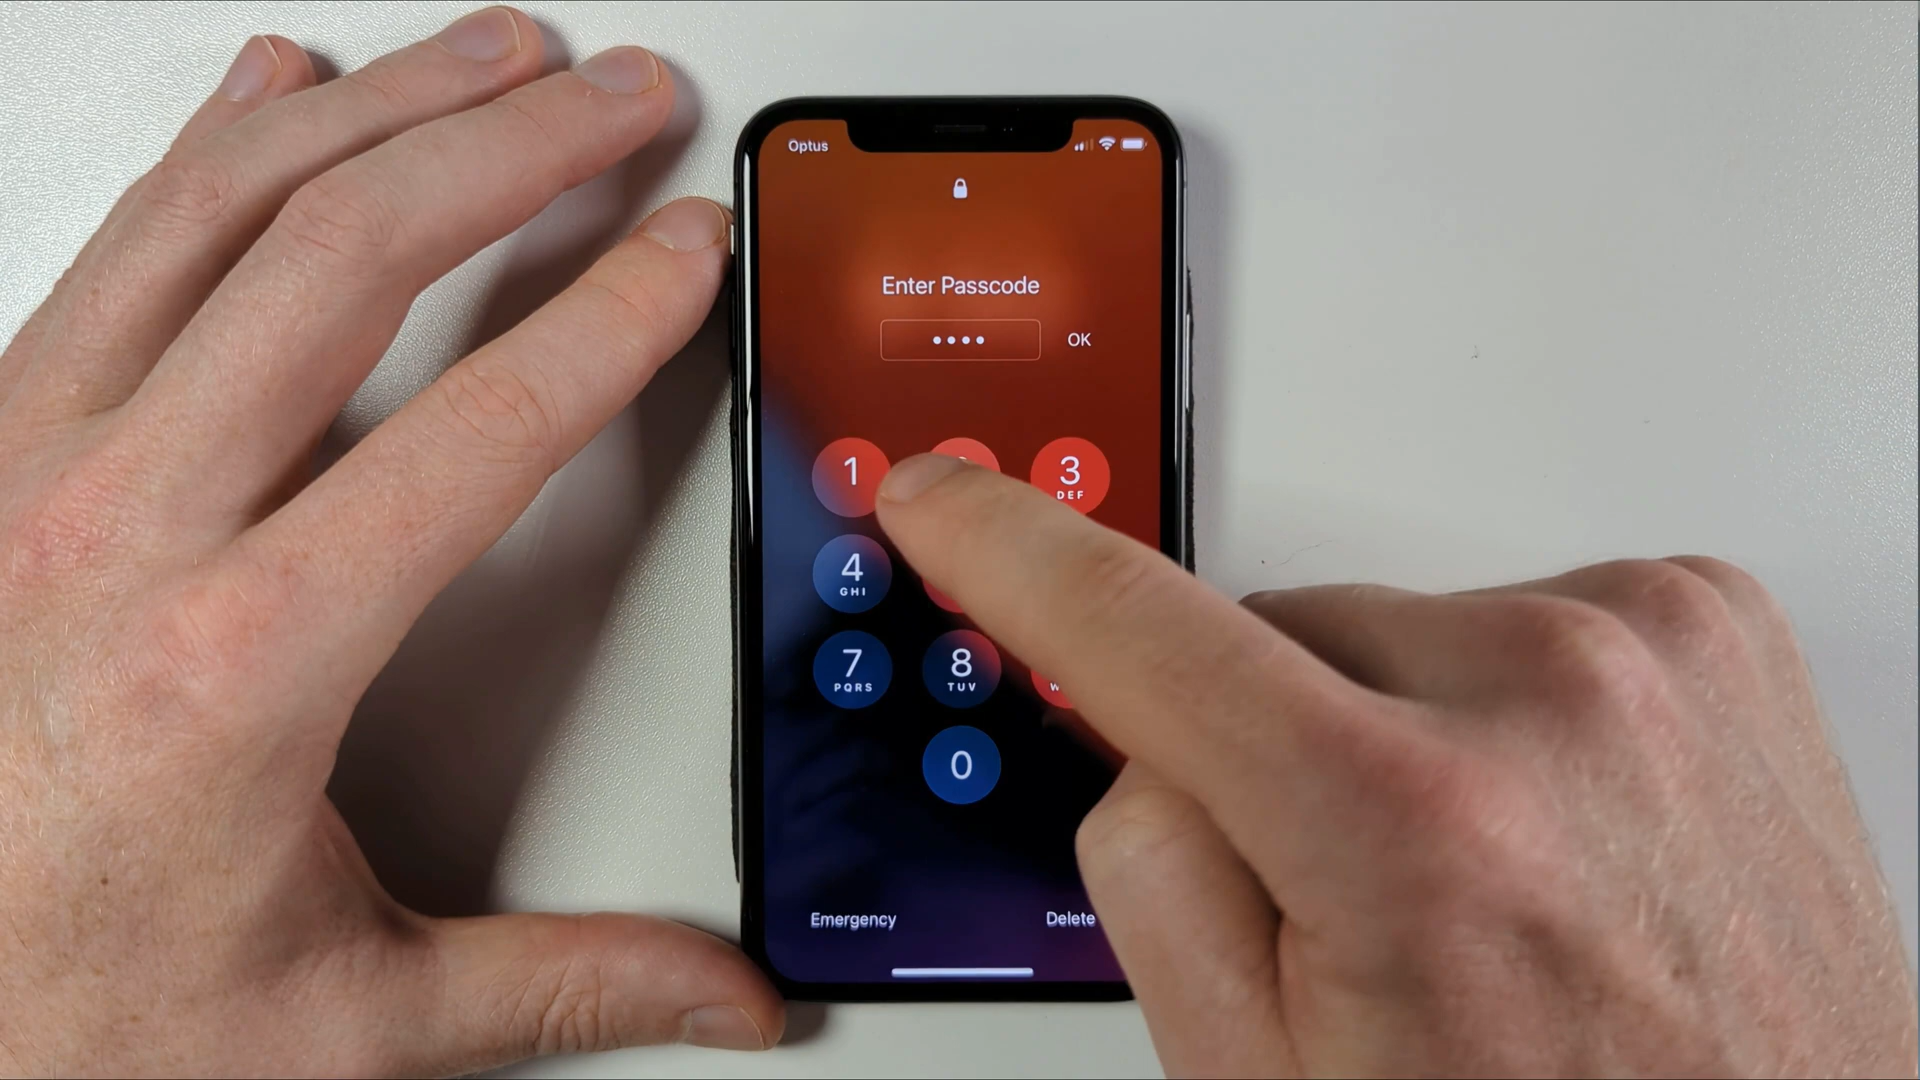 Optus
Enter Passcode
OK
1
3
DEF
4
GHI
7
PQRS
8
TUV
W
0
Emergency
Delete